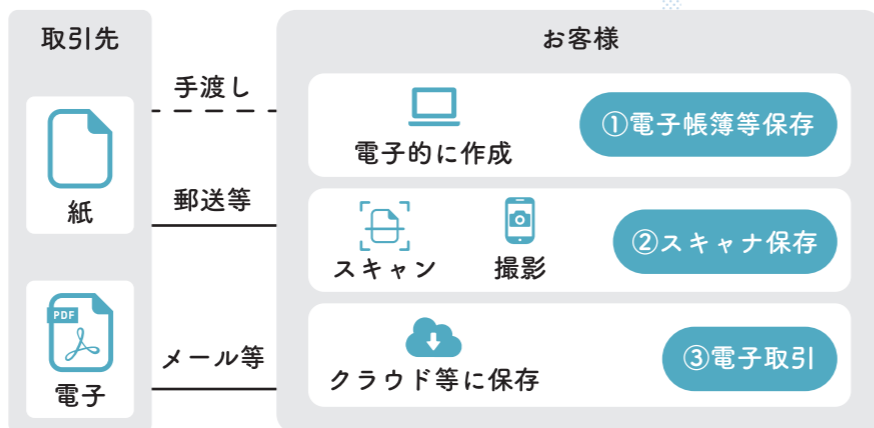 取引先
紙
PDF
電子
手渡し
郵送等
メール等
お客様
電子的に作成
①電子帳簿等保存
スキャン
撮影
②スキャナ保存
クラウド等に保存
③電子取引